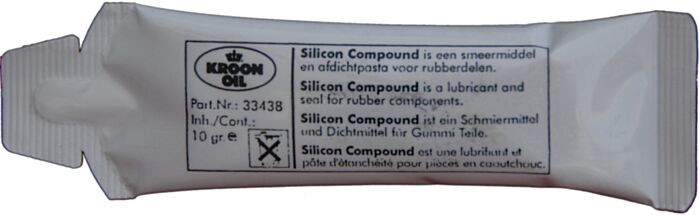 KROON
OIL
Part.Nr.: 33438
Inh./Cont.:
10 gr. e
Silicon Compound is een smeermiddel
en afdichtpasta voor rubberdelen.
Silicon Compound is a lubricant and
seal for rubber components.
Silicon Compound ist ein Schmiermittel
und Dichtmittel für Gummi Teile.
Silicon Compound est une lubrifiant et
pâte d'étanchéité pour pièces en caoutchouc.